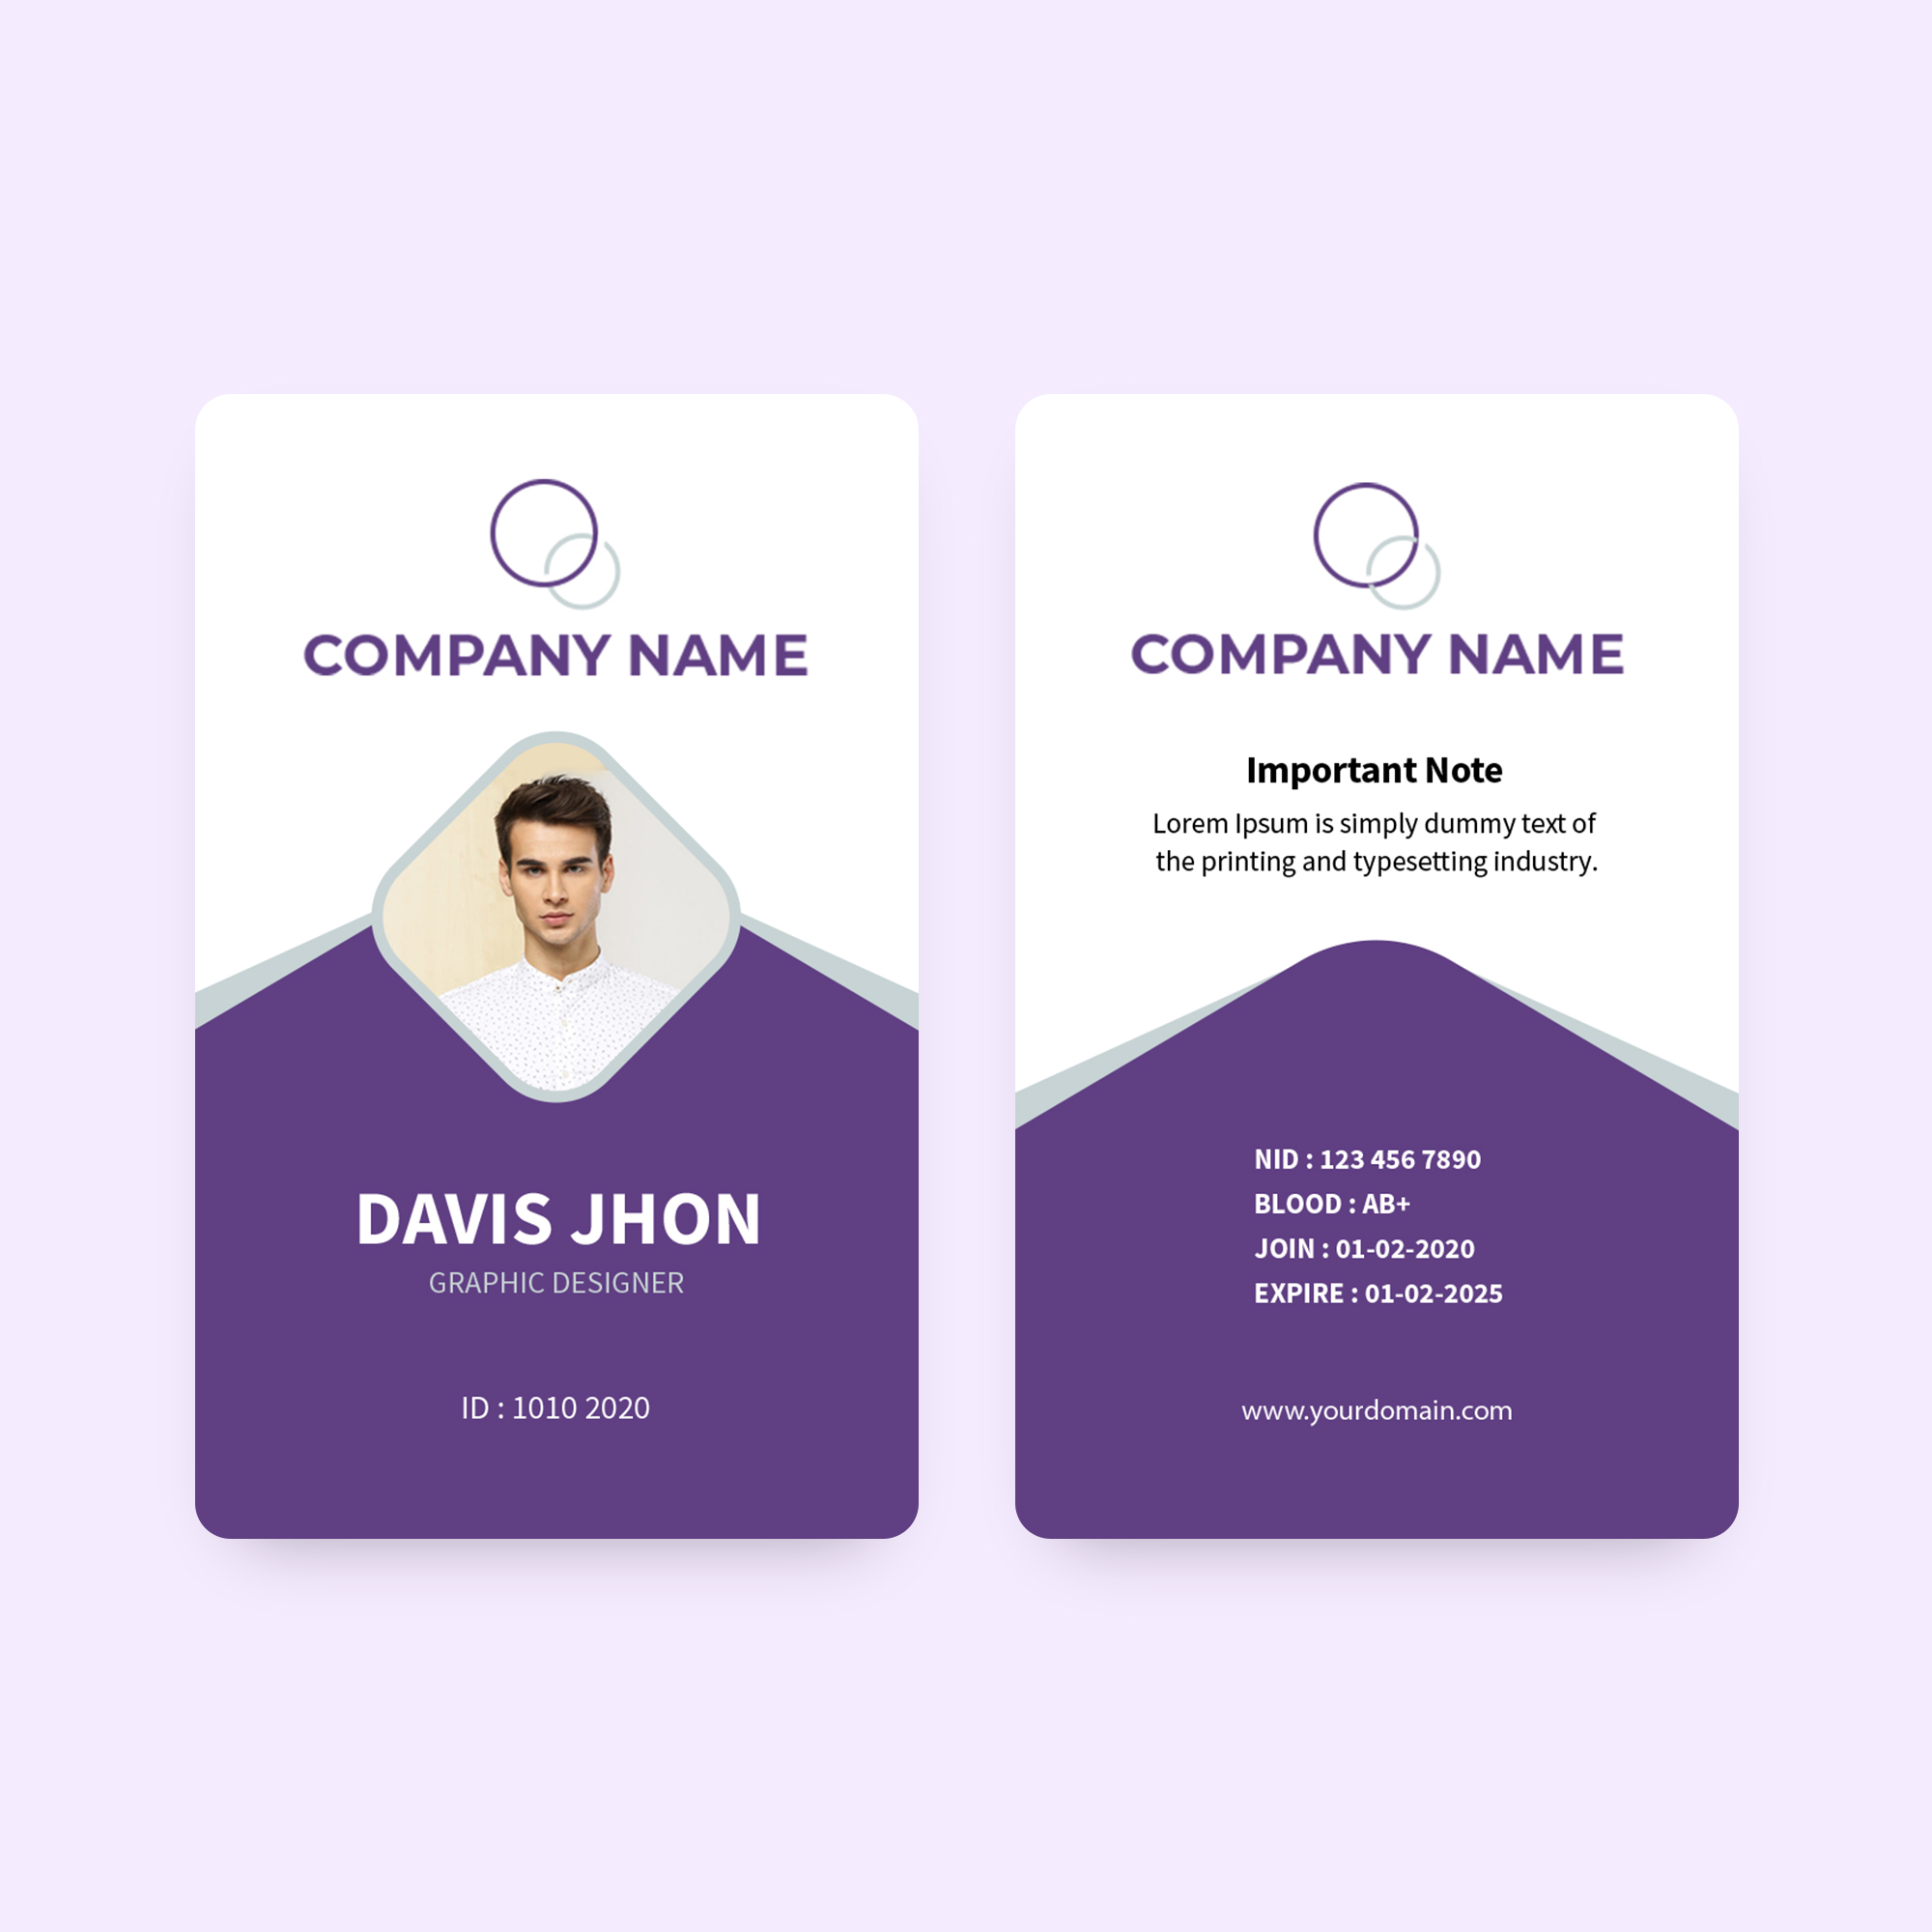 COMPANY NAME
DAVIS JHON
GRAPHIC DESIGNER
ID : 1010 2020
COMPANY NAME
Important Note
Lorem Ipsum is simply dummy text of
the printing and typesetting industry.
NID : 123 456 7890
BLOOD : AB+
JOIN : 01-02-2020
EXPIRE : 01-02-2025
www.yourdomain.com